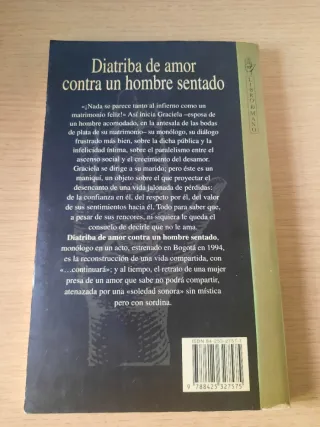 Diatriba de amor
contra un hombre sentado
«¡Nada se parece tanto al infierno como un
matrimonio feliz!» Así inicia Graciela –esposa de
un hombre acomodado, en la antesala de las bodas
de plata de su matrimonio– su monólogo, su diálogo
frustrado más bien, sobre la dicha pública y la
infelicidad íntima, sobre el paralelismo entre el
ascenso social y el crecimiento del desamor.
Graciela se dirige a su marido; pero éste es un
maniquí, un objeto sobre el que proyectar el
desencanto de una vida jalonada de pérdidas:
de la confianza en él, del respeto por él, del valor
de sus sentimientos hacia él. Todo para saber que,
a pesar de sus rencores, ni siquiera le queda el
consuelo de decirle que no le ama.
Diatriba de amor contra un hombre sentado,
monólogo en un acto, estrenado en Bogotá en 1994,
es la reconstrucción de una vida compartida, con
«…continuará»; y al tiempo, el retrato de una mujer
presa de un amor que sabe no podrá compartir,
atenazada por una «soledad sonora» sin mística
pero con sordina.
9 788425 327575